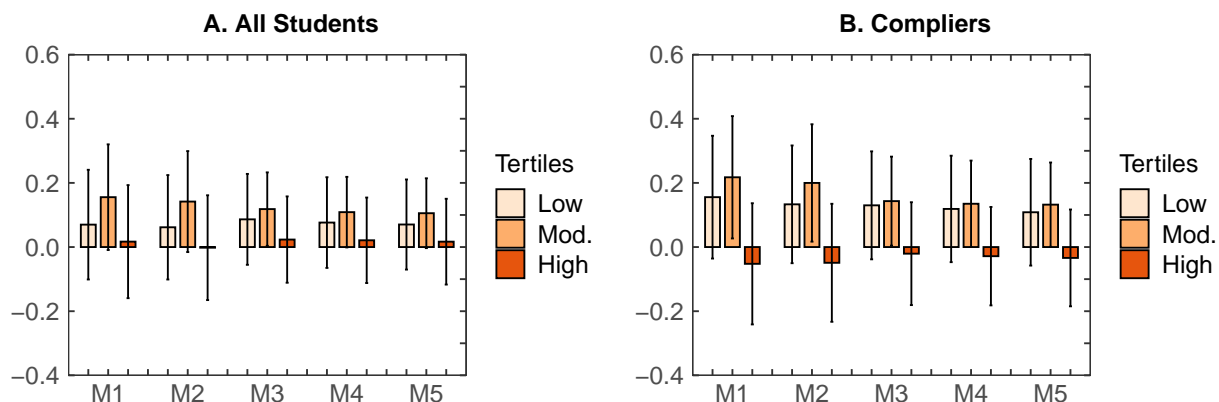 A. All Students
0.6
0.4
0.2
0.0
−0.2
−0.4
M1 M2 M3 M4 M5
Tertiles
Low
Mod.
High
B. Compliers
0.6
0.4
0.2
0.0
−0.2
−0.4
M1 M2 M3 M4 M5
Tertiles
Low
Mod.
High